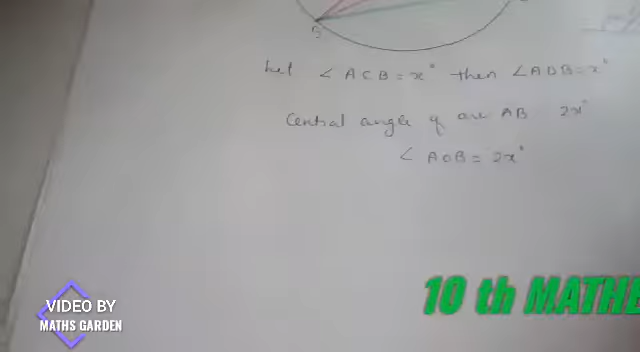 B
Let ∠ACB = x° then ∠ADB = x°
Central angle of arc AB 2x°
∠AOB = 2x°
VIDEO BY
MATHS GARDEN
10 th MATHE